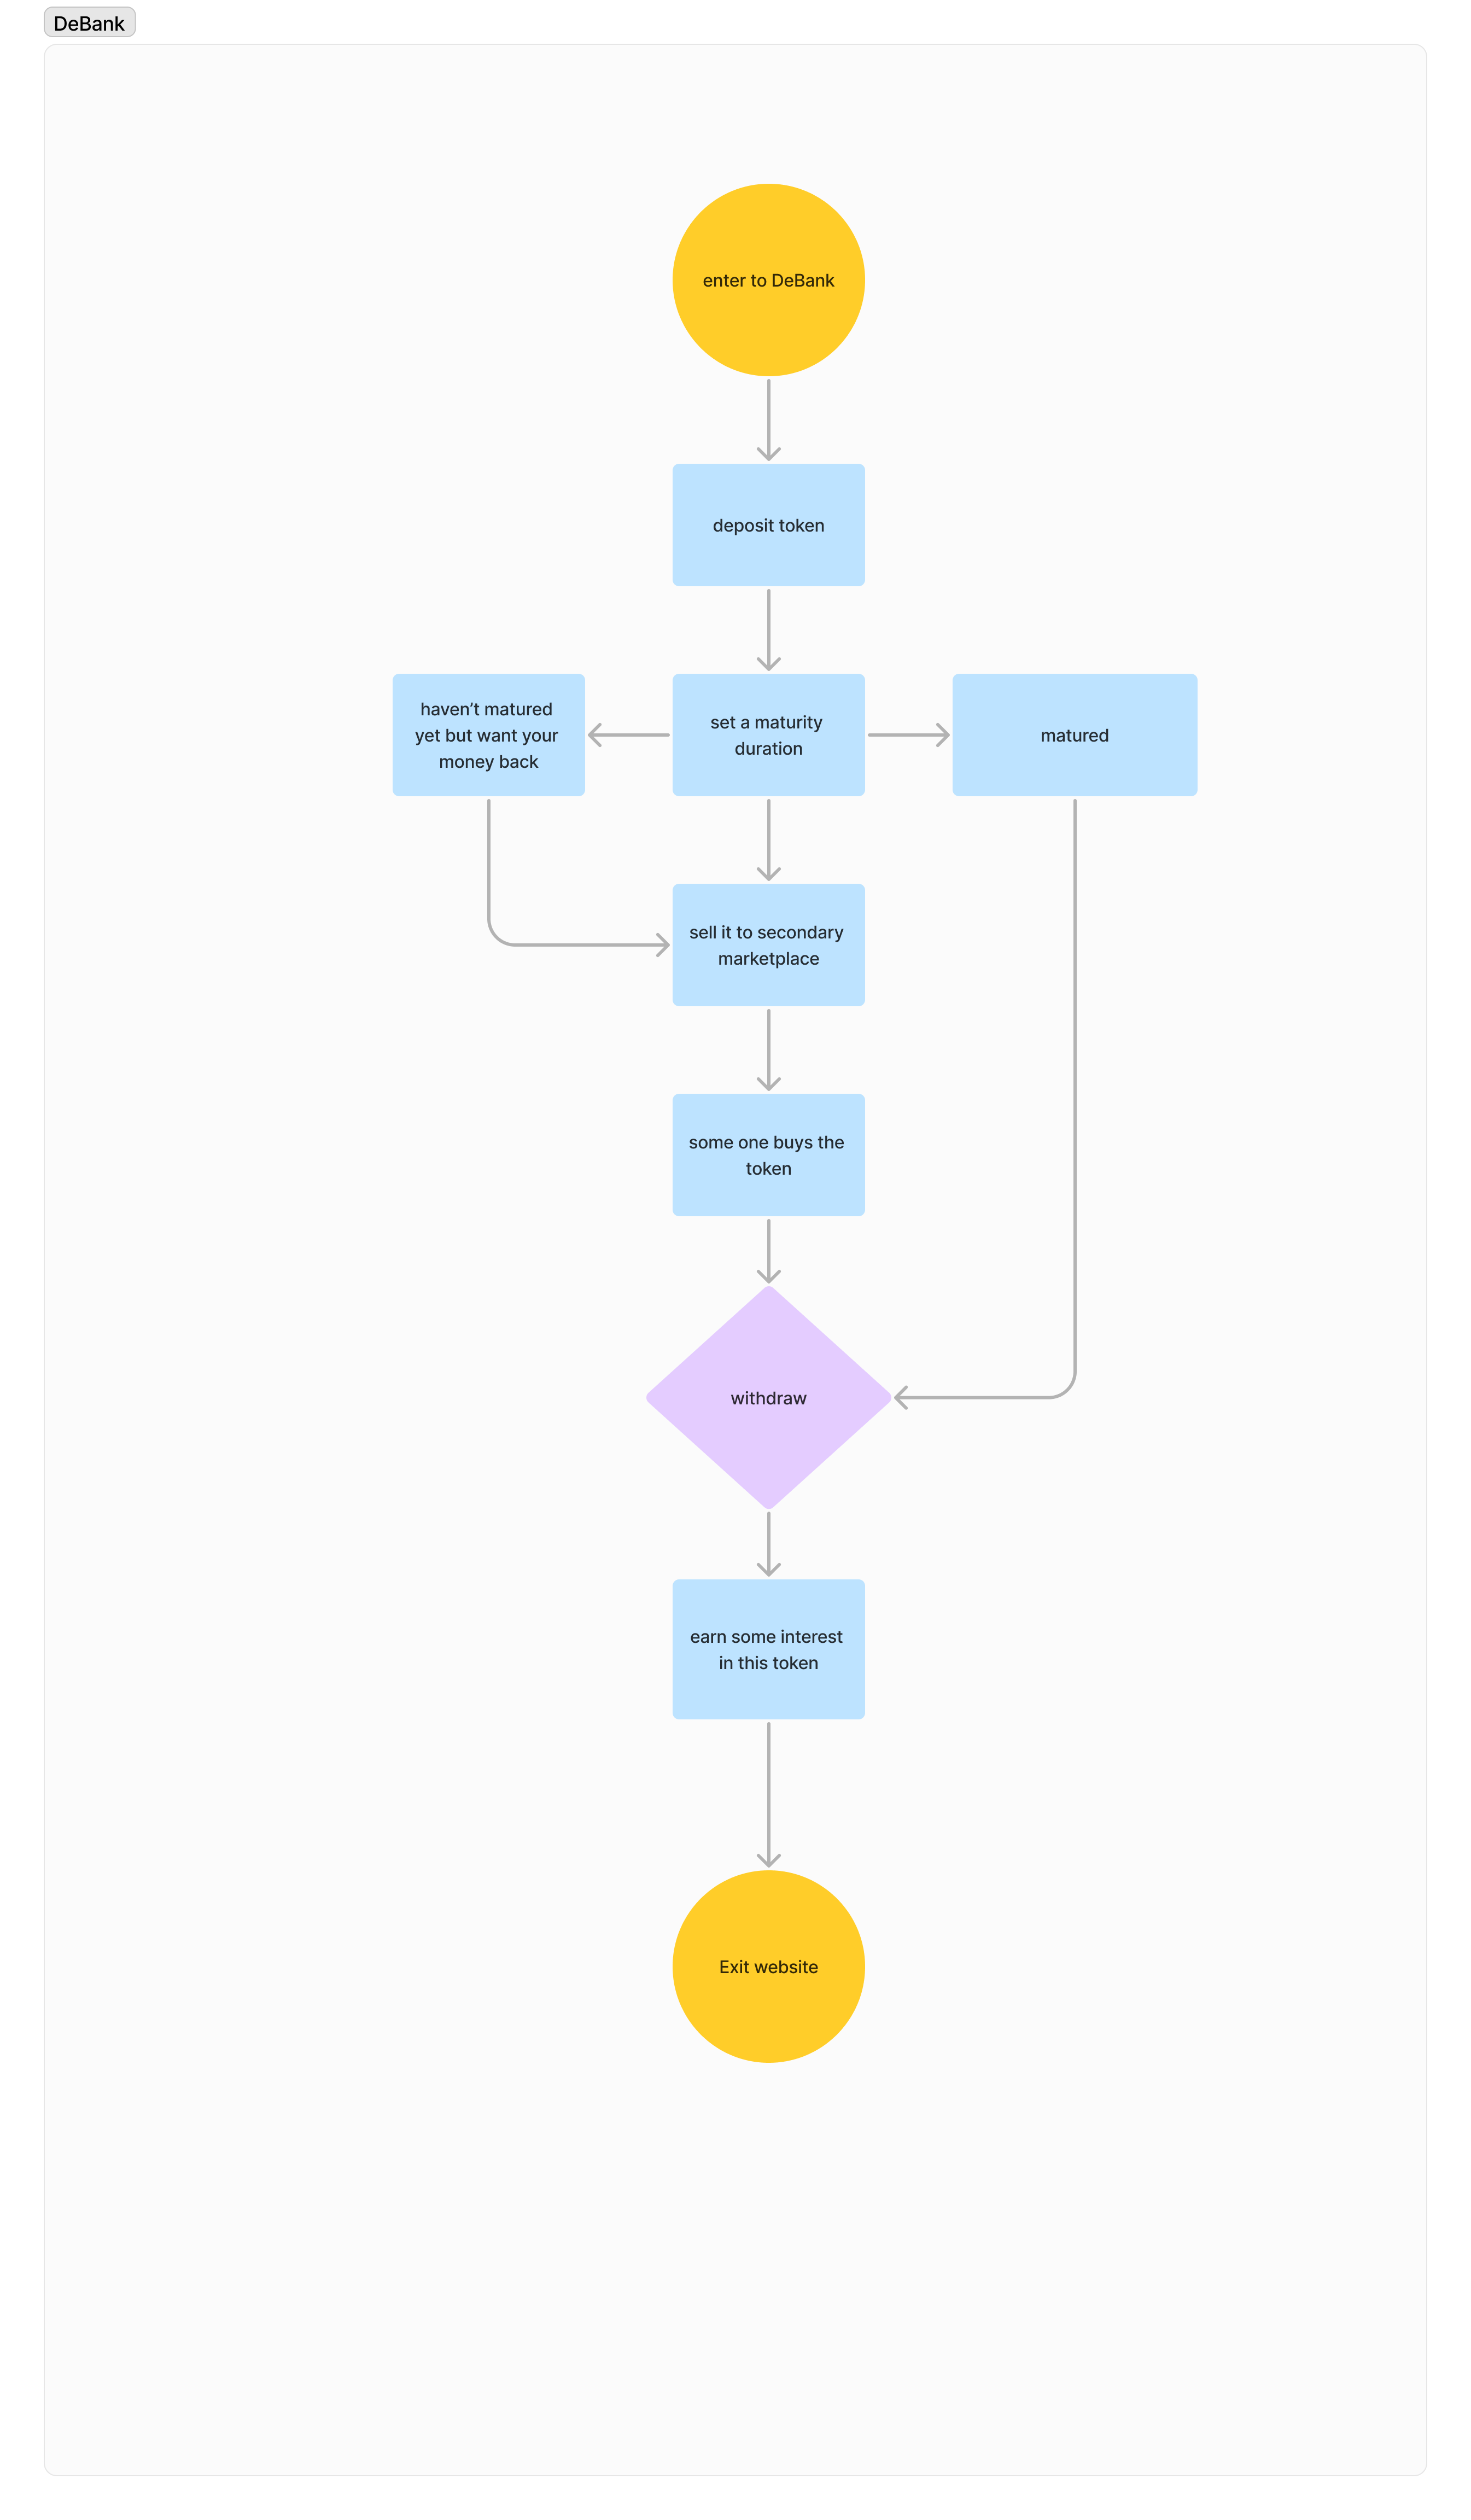 DeBank
enter to DeBank
deposit token
haven’t matured
yet but want your
money back
set a maturity
duration
matured
sell it to secondary
marketplace
some one buys the
token
withdraw
earn some interest
in this token
Exit website